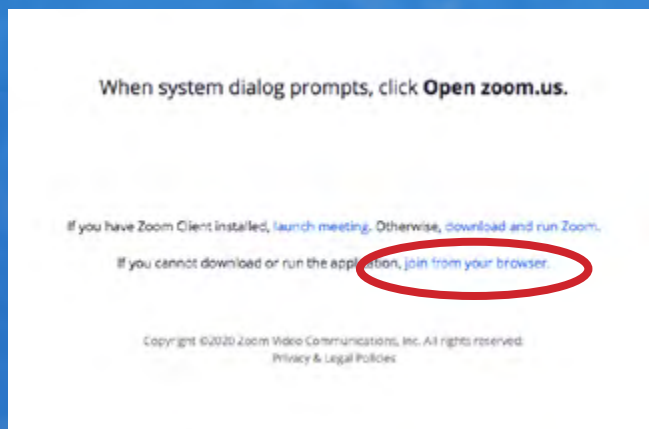 When system dialog prompts, click Open zoom.us.
If you have Zoom Client installed, launch meeting. Otherwise, download and run Zoom.
If you cannot download or run the application, join from your browser.
Copyright ©2020 Zoom Video Communications, Inc. All rights reserved.
Privacy & Legal Policies